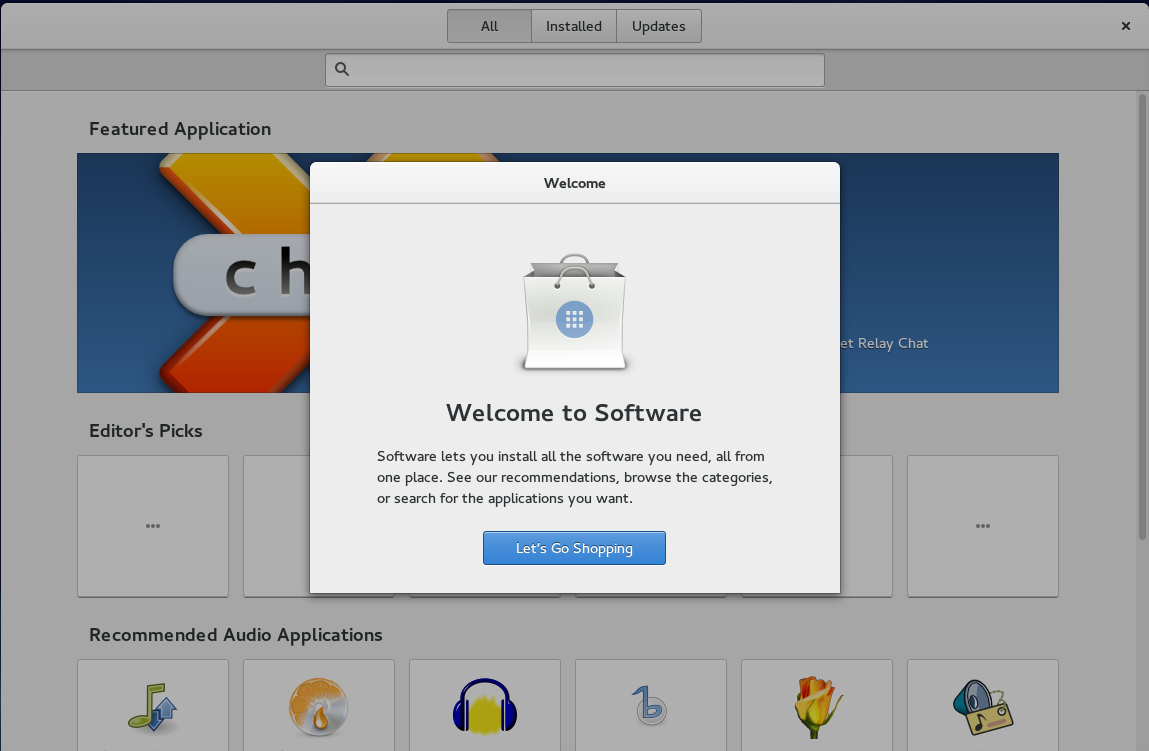 All
Installed
Updates
Featured Application
ch
et Relay Chat
Welcome
Welcome to Software
Software lets you install all the software you need, all from
one place. See our recommendations, browse the categories,
or search for the applications you want.
Let's Go Shopping
Editor's Picks
Recommended Audio Applications